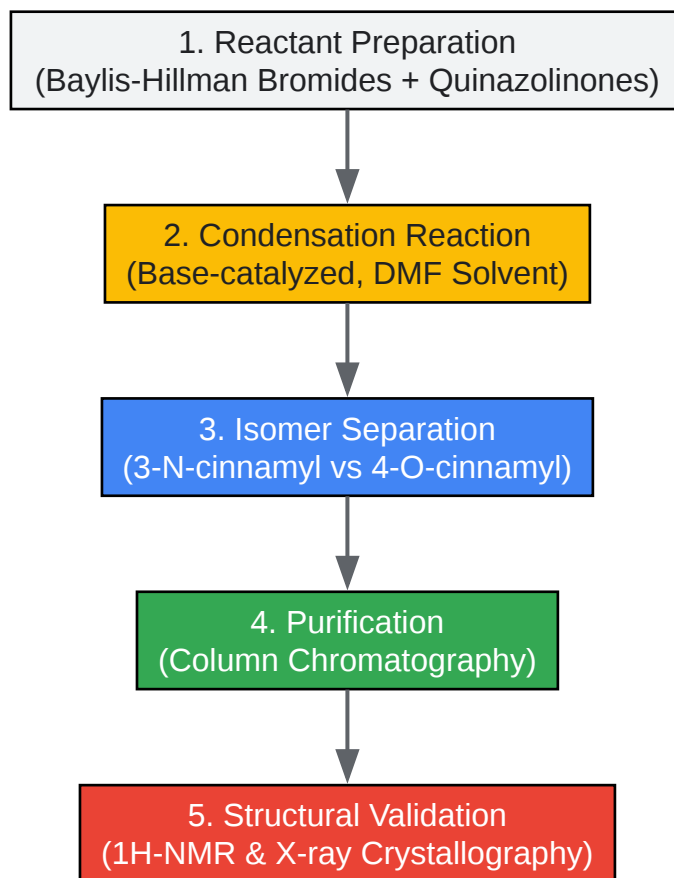 1. Reactant Preparation
(Baylis-Hillman Bromides + Quinazolinones)
2. Condensation Reaction
(Base-catalyzed, DMF Solvent)
3. Isomer Separation
(3-N-cinnamyl vs 4-O-cinnamyl)
4. Purification
(Column Chromatography)
5. Structural Validation
(1H-NMR & X-ray Crystallography)